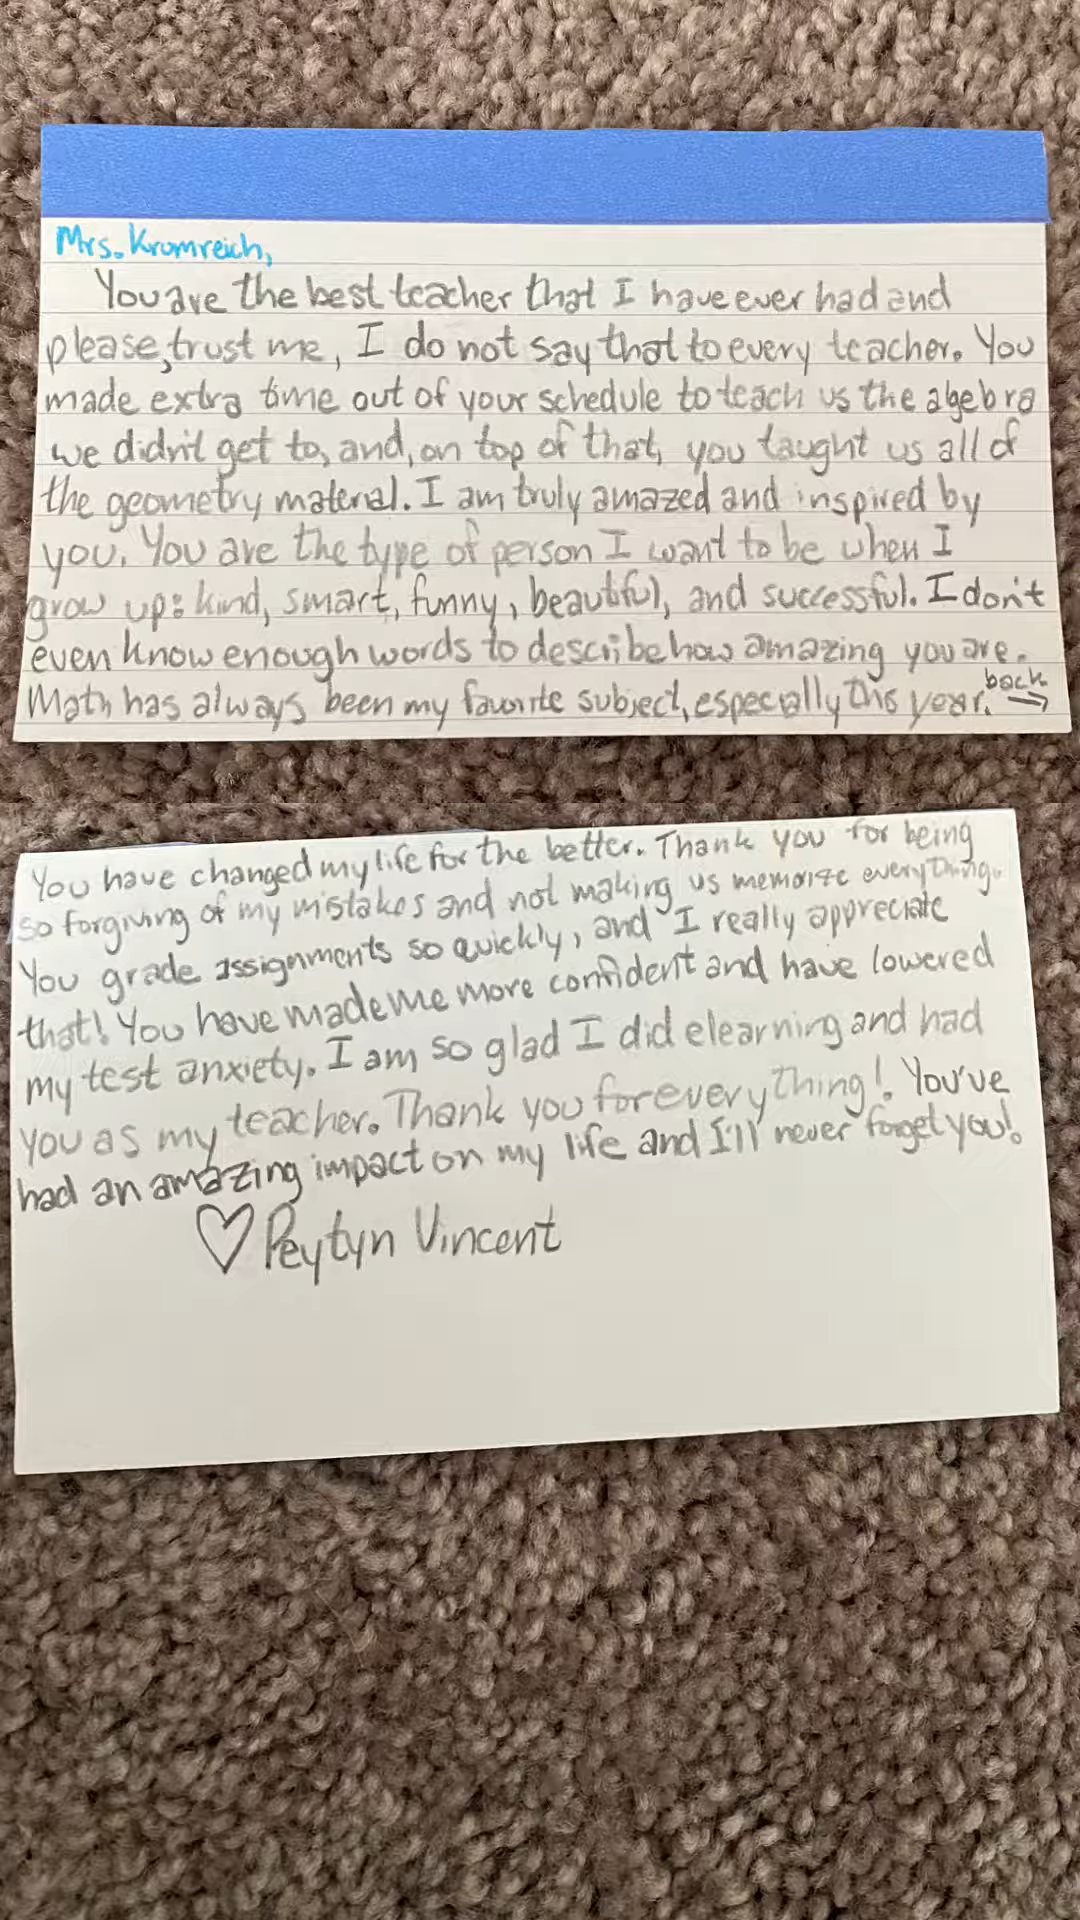 Mrs. Kromreich,
You are the best teacher that I have ever had and
please, trust me, I do not say that to every teacher. You
made extra time out of your schedule to teach us the algebra
we didn't get to, and, on top of that, you taught us all of
the geometry material. I am truly amazed and inspired by
you. You are the type of person I want to be when I
grow up: kind, smart, funny, beautiful, and successful. I don't
even know enough words to describe how amazing you are.
Math has always been my favorite subject, especially this year. back →
You have changed my life for the better. Thank you for being
so forgiving of my mistakes and not making us memorize everything.
You grade assignments so quickly, and I really appreciate
that! You have made me more confident and have lowered
my test anxiety. I am so glad I did elearning and had
you as my teacher. Thank you for everything! You've
had an amazing impact on my life and I'll never forget you!
♡ Peytyn Vincent